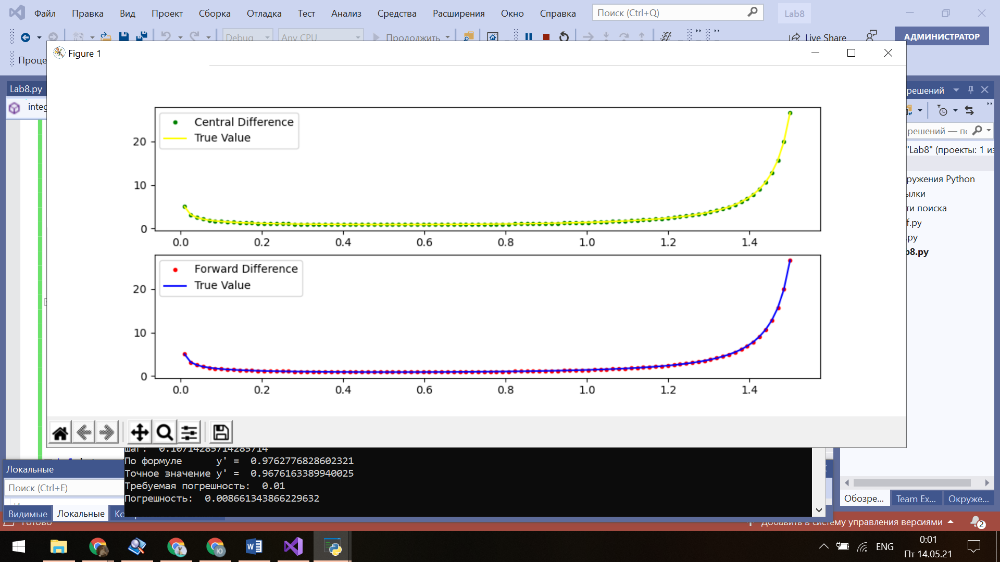 Файл Правка Вид Проект Сборка Отладка Тест Анализ Средства Расширения Окно Справка Поиск (Ctrl+Q) Lab8
Debug Any CPU Продолжить Live Share АДМИНИСТРАТОР
Проце
Figure 1
Lab8.py
integ
решений
решений — по
"Lab8" (проекты: 1 из
ружения Python
ылки
ти поиска
f.py
.py
b8.py
Central Difference
True Value
20
10
0
0.0 0.2 0.4 0.6 0.8 1.0 1.2 1.4
Forward Difference
True Value
20
10
0
0.0 0.2 0.4 0.6 0.8 1.0 1.2 1.4
шаг: 0.10714285714285714
По формуле y' = 0.9762776828602321
Точное значение y' = 0.9676163389940025
Требуемая погрешность: 0.01
Погрешность: 0.008661343866229632
Локальные
Поиск (Ctrl+E)
Видимые Локальные
Обозре... Team Ex... Окруже...
Готово
Добавить в систему управления версиями 2
ENG
0:01
Пт 14.05.21